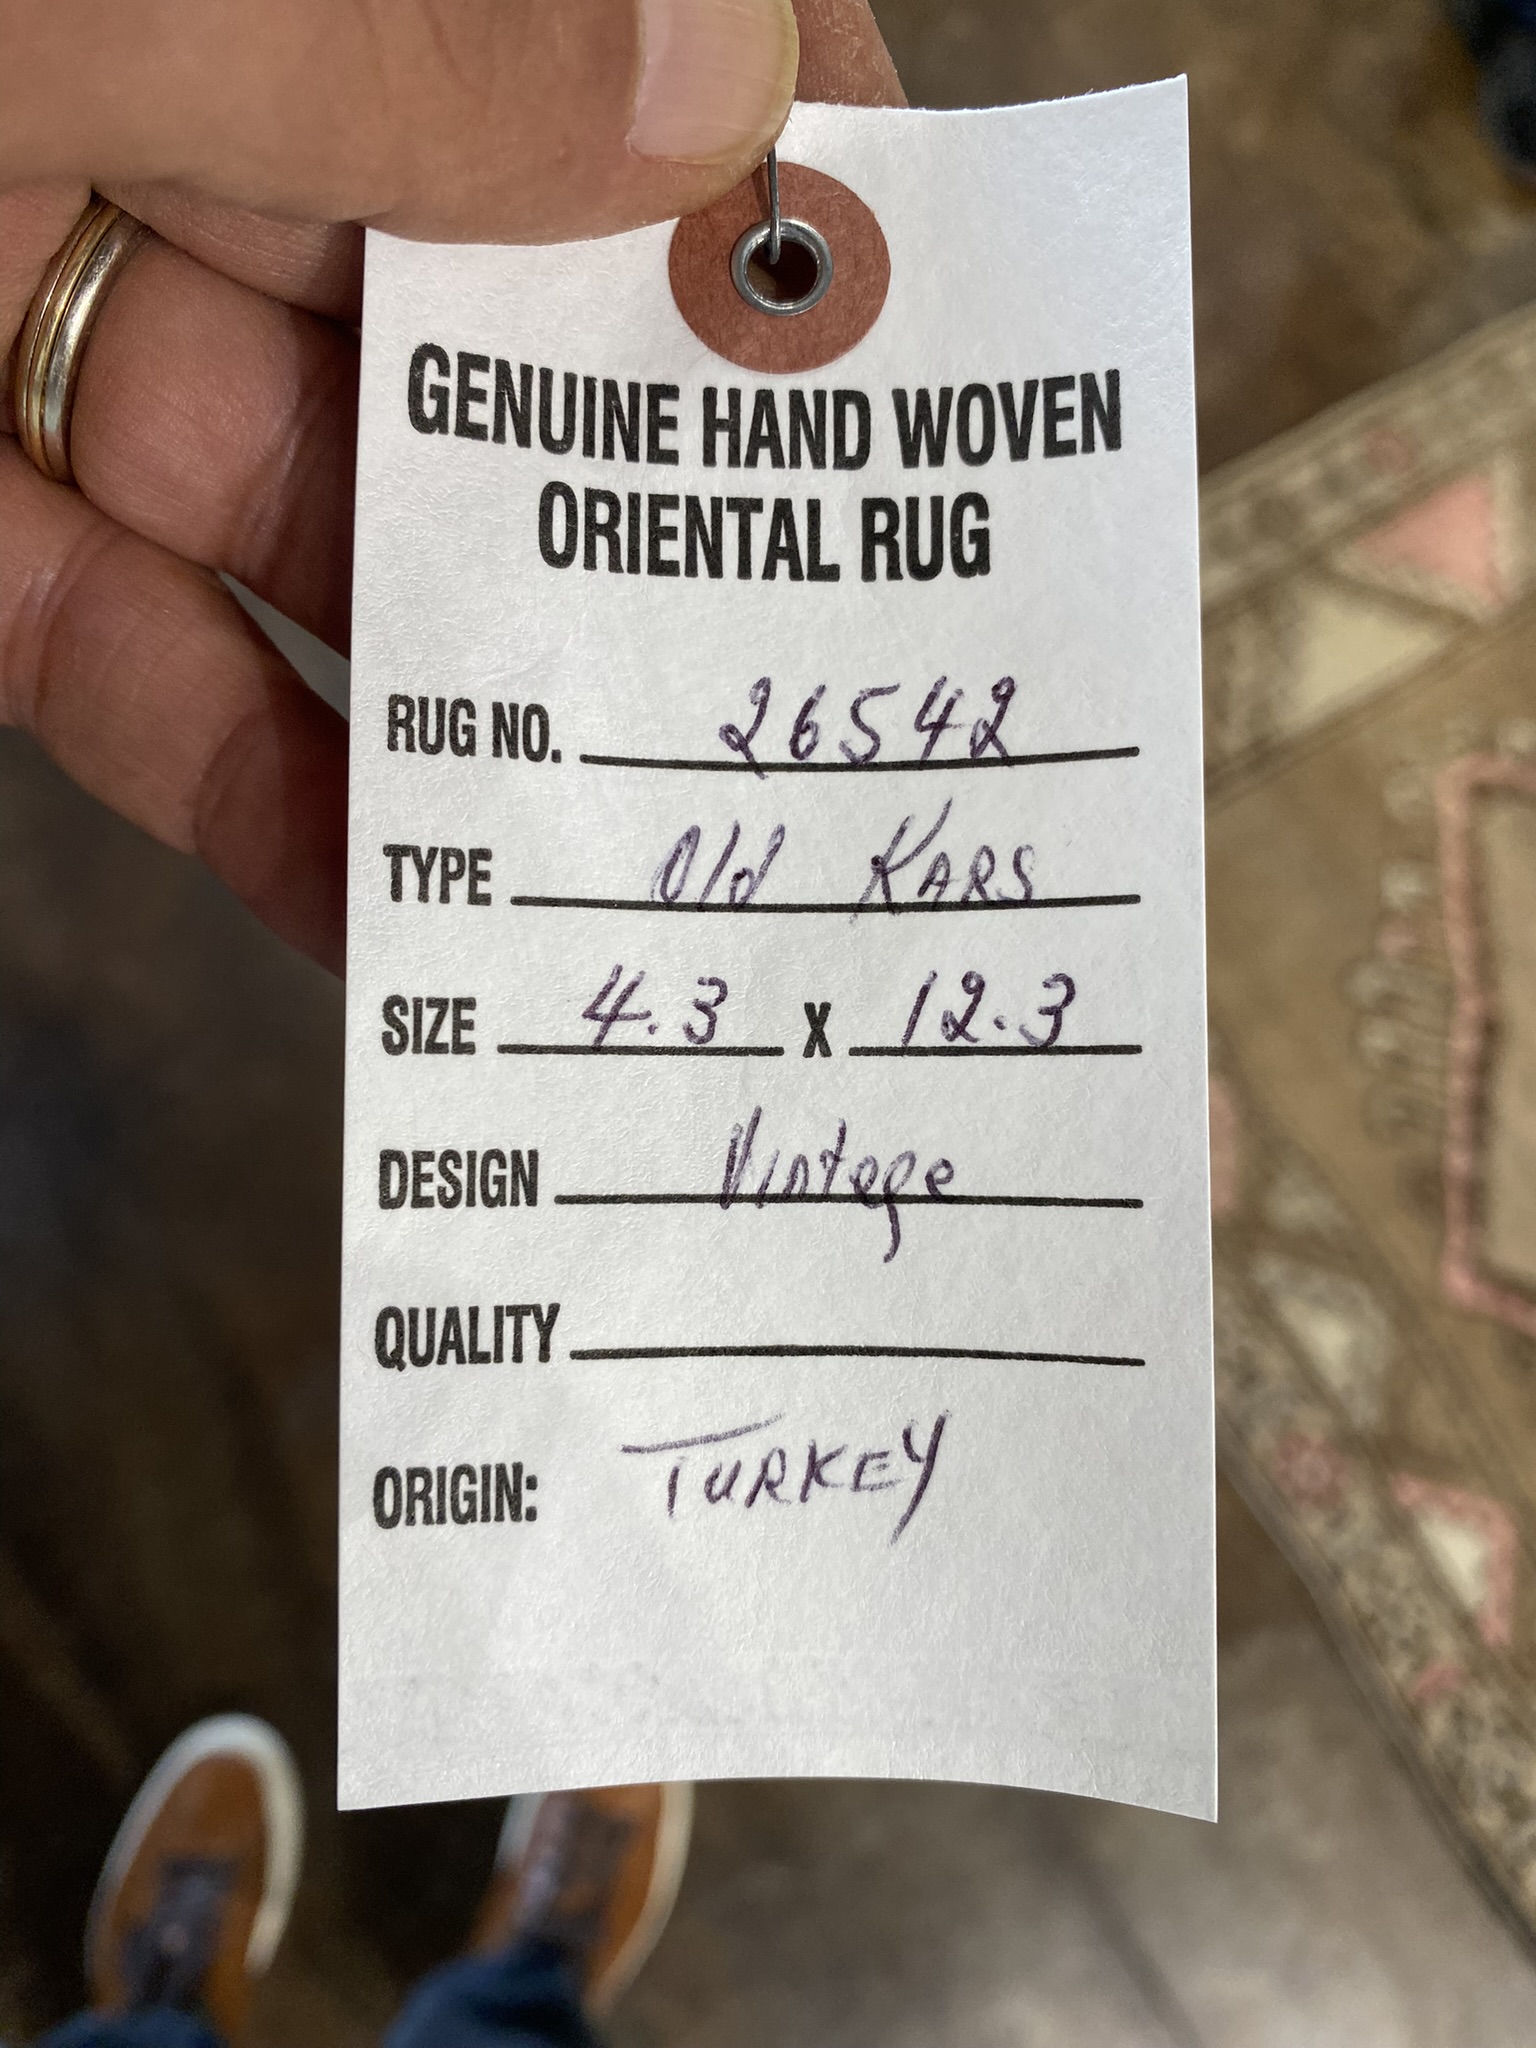 GENUINE HAND WOVEN
ORIENTAL RUG
RUG NO. 26542
TYPE Old KARS
SIZE 4.3 X 12.3
DESIGN Vintege
QUALITY
ORIGIN: TURKEY